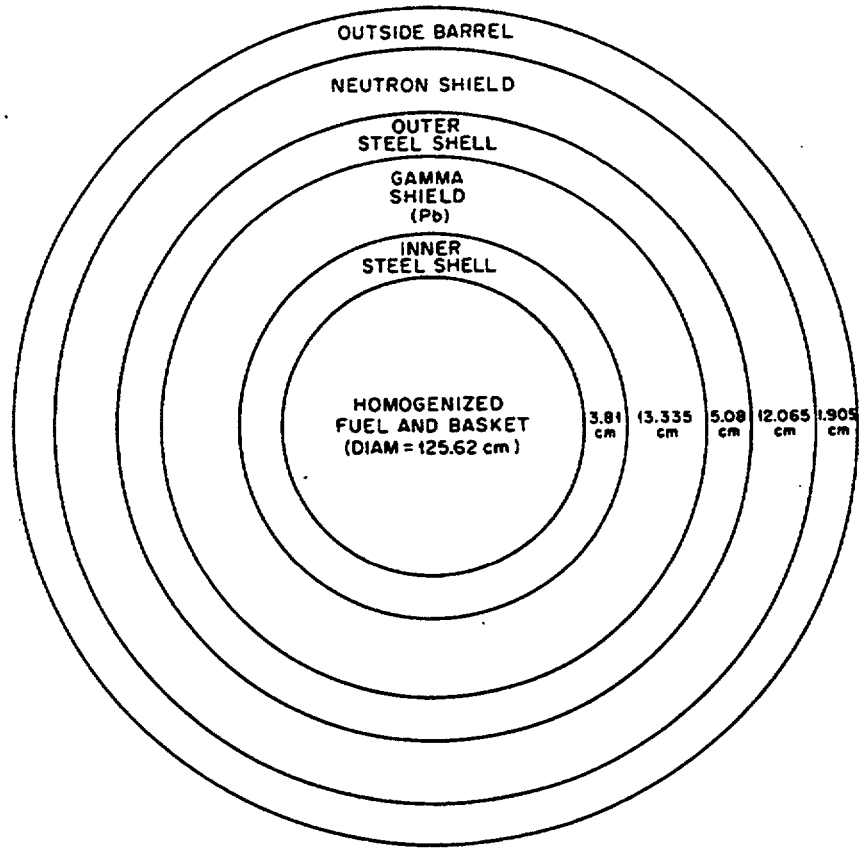 OUTSIDE BARREL
NEUTRON SHIELD
OUTER
STEEL SHELL
GAMMA
SHIELD
(Pb)
INNER
STEEL SHELL
HOMOGENIZED
FUEL AND BASKET
(DIAM = 125.62 cm)
3.81
cm
13.335
cm
5.08
cm
12.065
cm
1.905
cm